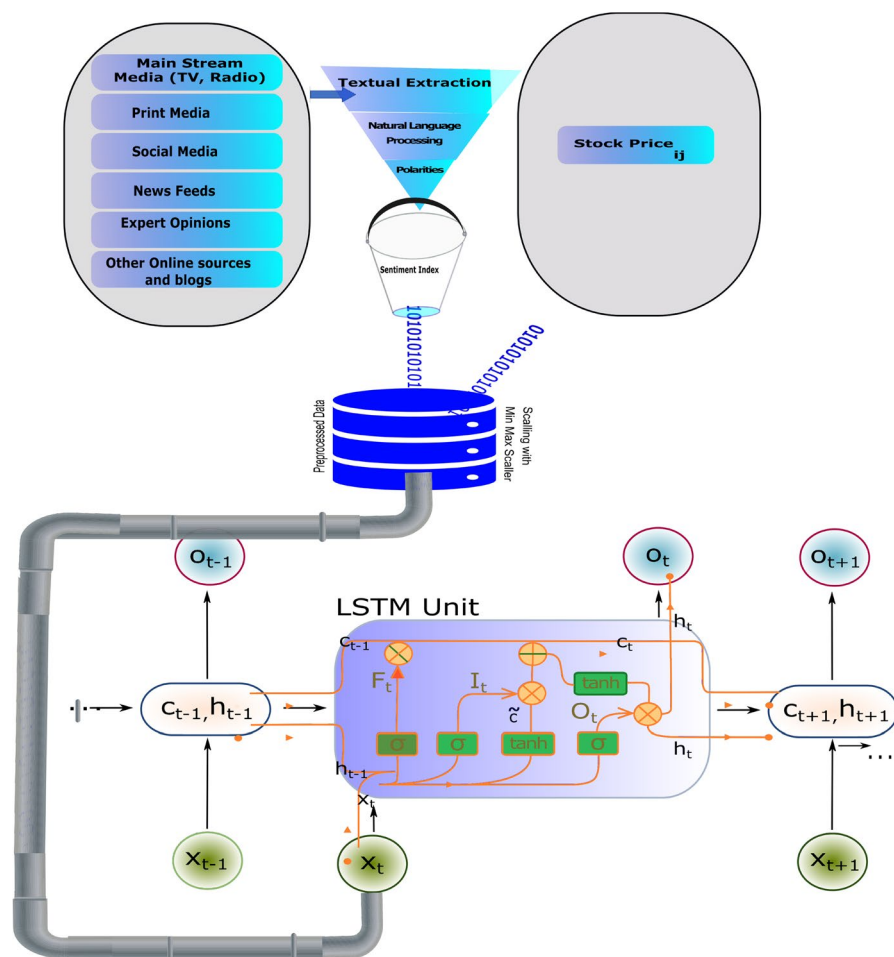 Main Stream
Media (TV, Radio)
Print Media
Social Media
News Feeds
Expert Opinions
Other Online sources
and blogs
Textual Extraction
Natural Language
Processing
Polarities
Sentiment Index
Stock Price ij
10101010101
Preprocessed Data
Scalling with
Min Max Scaller
O t-1
O t
O t+1
LSTM Unit
C t-1
C t
h t
F t
I t
tanh
c̃
O t
C t-1, h t-1
...
C t+1, h t+1
σ
σ
tanh
σ
h t
h t-1
...
X t
X t-1
X t
X t+1